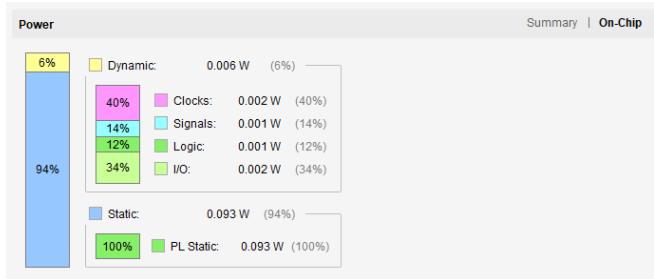 Power Summary | On-Chip
6% Dynamic: 0.006 W (6%)
40% Clocks: 0.002 W (40%)
14% Signals: 0.001 W (14%)
12% Logic: 0.001 W (12%)
94% 34% I/O: 0.002 W (34%)
Static: 0.093 W (94%)
100% PL Static: 0.093 W (100%)